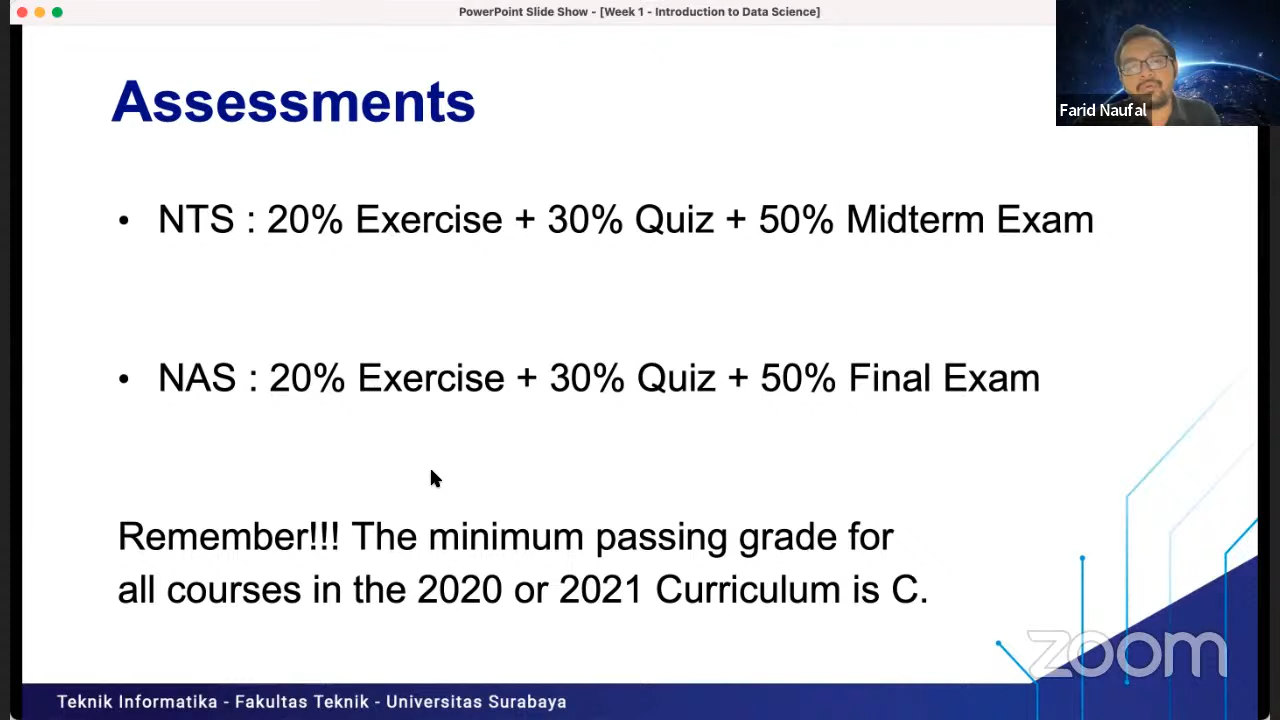 PowerPoint Slide Show - [Week 1 - Introduction to Data Science]
Farid Naufal
Assessments
• NTS : 20% Exercise + 30% Quiz + 50% Midterm Exam
• NAS : 20% Exercise + 30% Quiz + 50% Final Exam
Remember!!! The minimum passing grade for
all courses in the 2020 or 2021 Curriculum is C.
zoom
Teknik Informatika - Fakultas Teknik - Universitas Surabaya